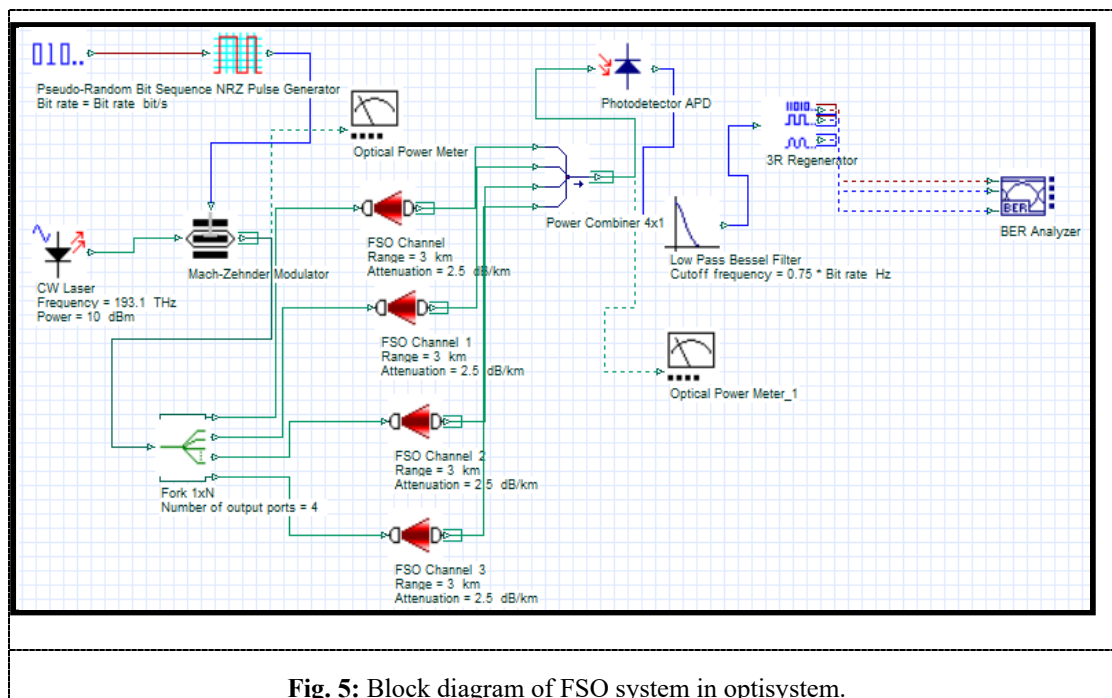 010..
Pseudo-Random Bit Sequence NRZ Pulse Generator
Bit rate = Bit rate bit/s
Optical Power Meter
Photodetector APD
3R Regenerator
BER
BER Analyzer
CW Laser
Frequency = 193.1 THz
Power = 10 dBm
Mach-Zehnder Modulator
FSO Channel
Range = 3 km
Attenuation = 2.5 dB/km
Power Combiner 4x1
Low Pass Bessel Filter
Cutoff frequency = 0.75 * Bit rate Hz
FSO Channel 1
Range = 3 km
Attenuation = 2.5 dB/km
Optical Power Meter_1
FSO Channel 2
Range = 3 km
Attenuation = 2.5 dB/km
Fork 1xN
Number of output ports = 4
FSO Channel 3
Range = 3 km
Attenuation = 2.5 dB/km
Fig. 5: Block diagram of FSO system in optisystem.